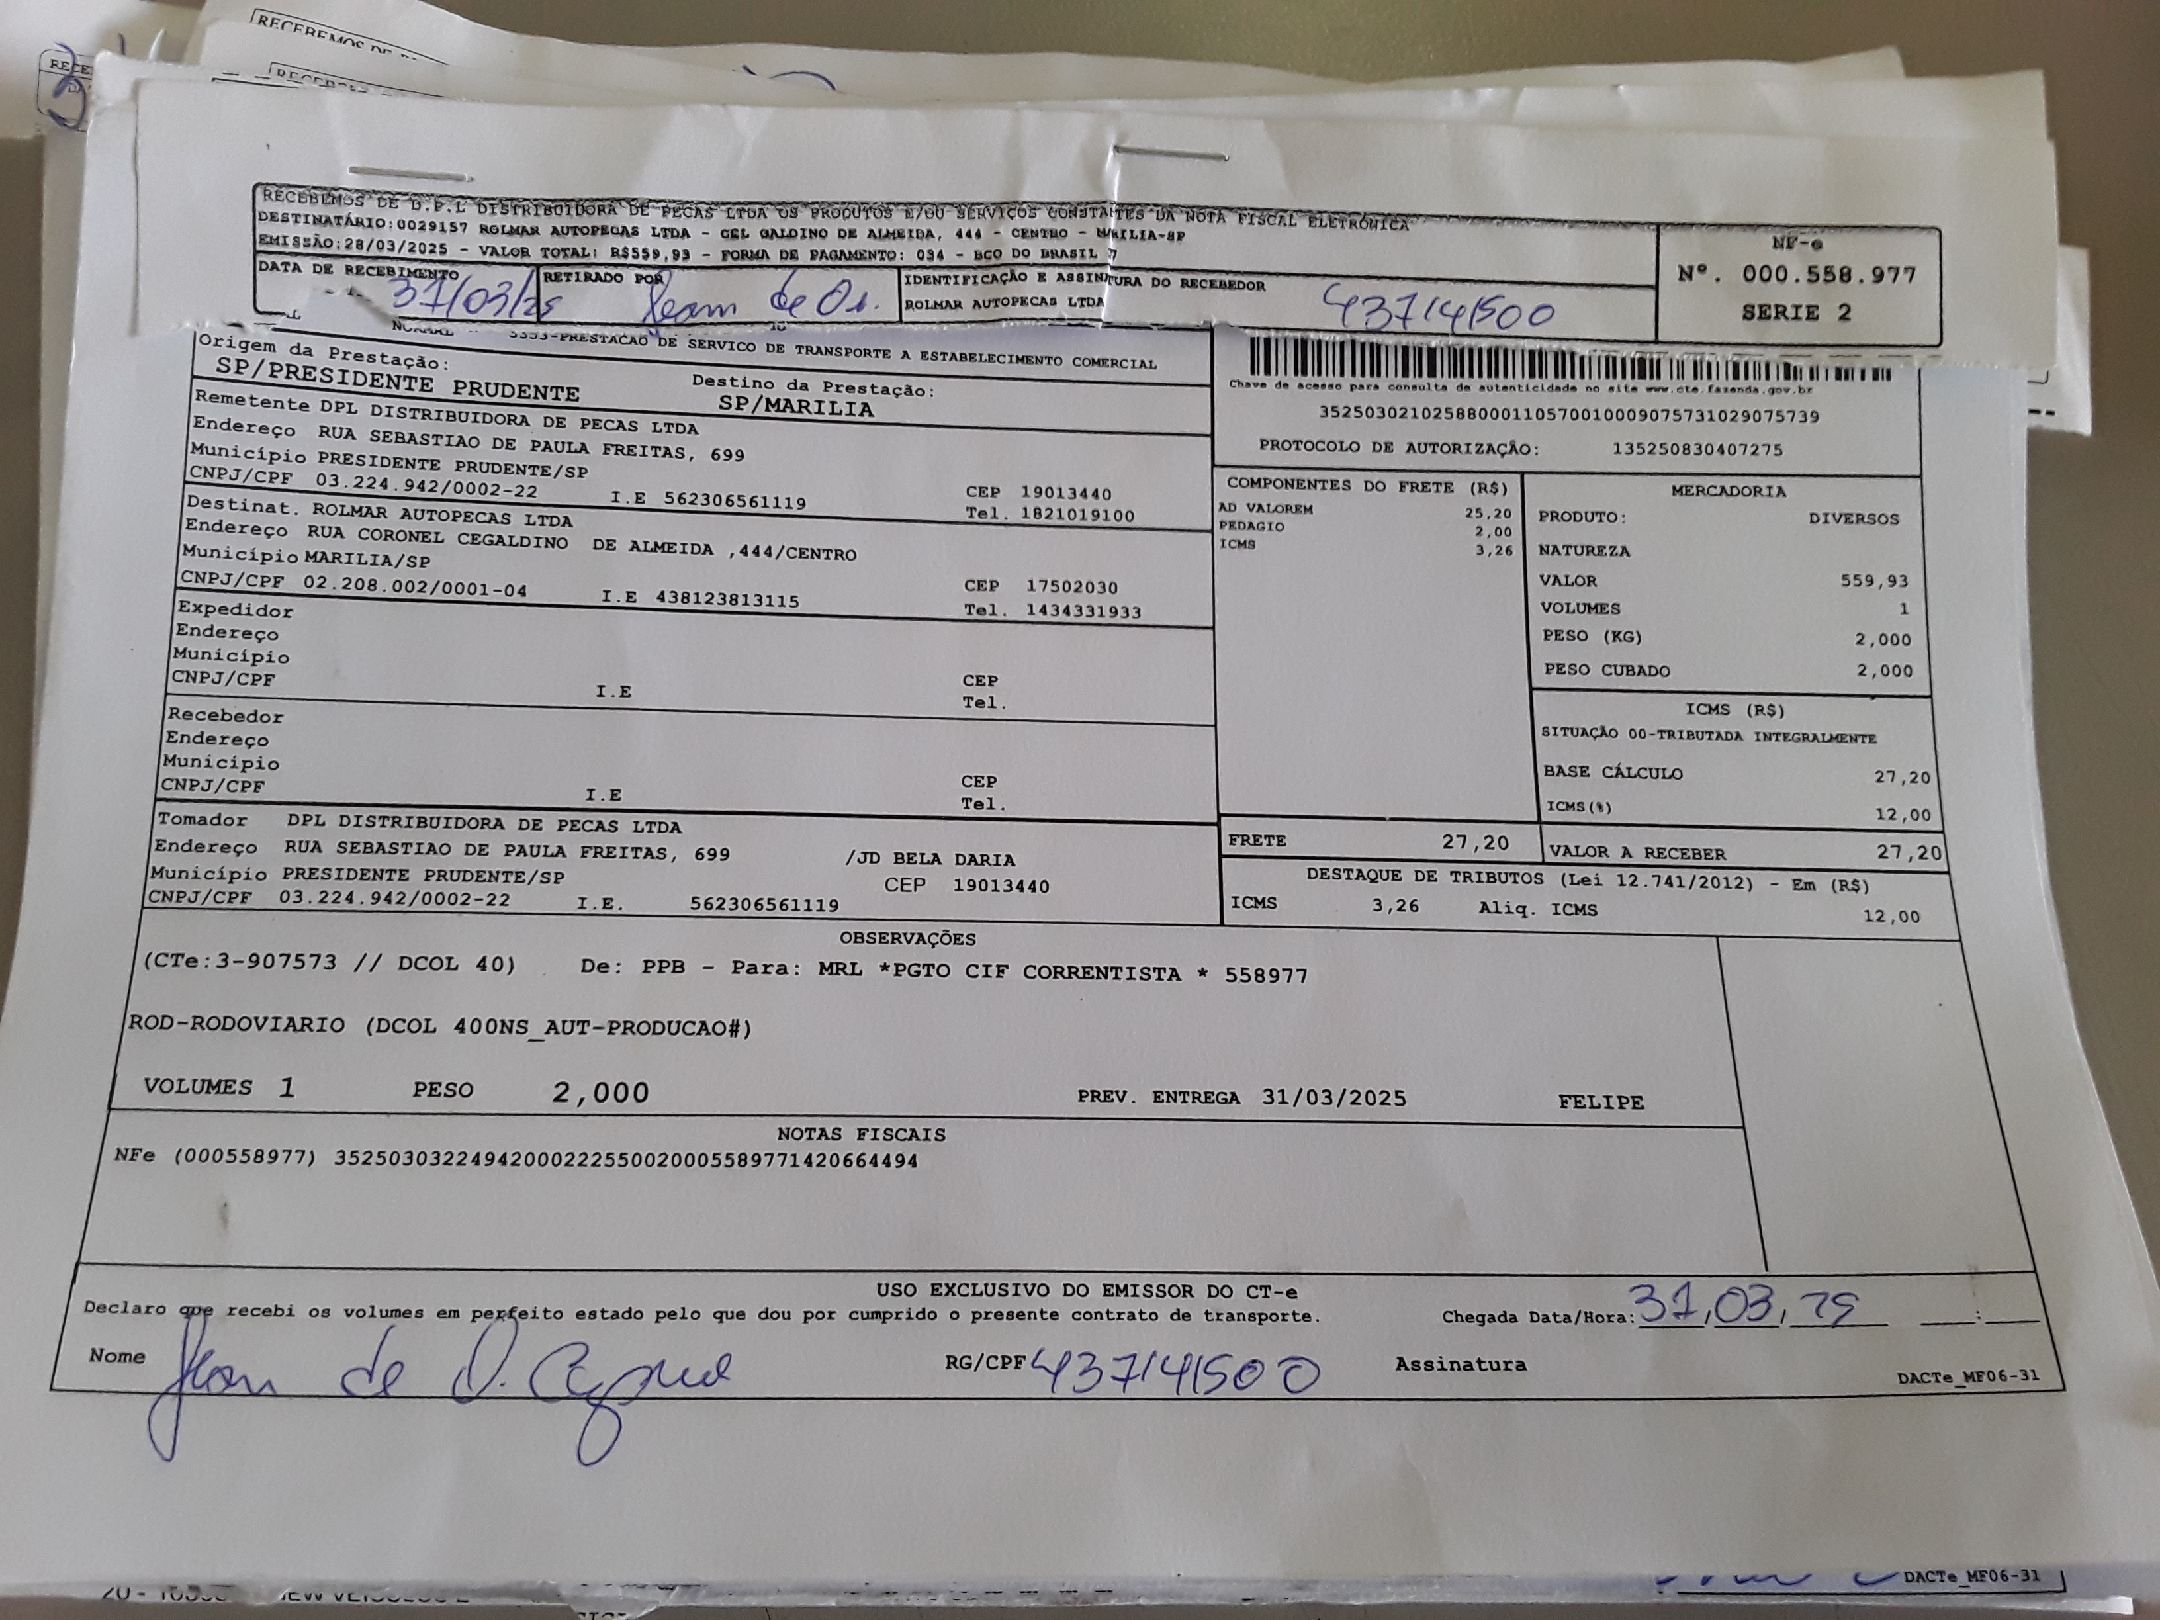 RECEBEMOS DE
RECEBEMOS DE D.P.L DISTRIBUIDORA DE PECAS LTDA OS PRODUTOS E/OU SERVIÇOS CONSTANTES DA NOTA FISCAL ELETRÔNICA
DESTINATÁRIO:0029157 ROLMAR AUTOPECAS LTDA - CEL GALDINO DE ALMEIDA, 444 - CENTRO - MARILIA-SP
EMISSÃO:28/03/2025 - VALOR TOTAL: R$559,93 - FORMA DE PAGAMENTO: 034 - BCO DO BRASIL
NF-e
Nº. 000.558.977
SERIE 2
DATA DE RECEBIMENTO 31/03/25
RETIRADO POR Jean de
IDENTIFICAÇÃO E ASSINATURA DO RECEBEDOR
ROLMAR AUTOPECAS LTDA 437141500
-PRESTACAO DE SERVICO DE TRANSPORTE A ESTABELECIMENTO COMERCIAL
Origem da Prestação: Destino da Prestação:
SP/PRESIDENTE PRUDENTE SP/MARILIA
Remetente DPL DISTRIBUIDORA DE PECAS LTDA
Endereço RUA SEBASTIAO DE PAULA FREITAS, 699
Município PRESIDENTE PRUDENTE/SP CEP 19013440
CNPJ/CPF 03.224.942/0002-22 I.E 562306561119 Tel. 1821019100
Destinat. ROLMAR AUTOPECAS LTDA
Endereço RUA CORONEL CEGALDINO DE ALMEIDA ,444/CENTRO
Município MARILIA/SP CEP 17502030
CNPJ/CPF 02.208.002/0001-04 I.E 438123813115 Tel. 1434331933
Expedidor
Endereço
Município CEP
CNPJ/CPF I.E Tel.
Recebedor
Endereço
Município CEP
CNPJ/CPF I.E Tel.
Tomador DPL DISTRIBUIDORA DE PECAS LTDA
Endereço RUA SEBASTIAO DE PAULA FREITAS, 699 /JD BELA DARIA
Município PRESIDENTE PRUDENTE/SP CEP 19013440
CNPJ/CPF 03.224.942/0002-22 I.E. 562306561119
Chave de acesso para consulta de autenticidade no site www.cte.fazenda.gov.br
35250302102588000110570010009075731029075739
PROTOCOLO DE AUTORIZAÇÃO: 135250830407275
COMPONENTES DO FRETE (R$)
AD VALOREM 25,20
PEDAGIO 2,00
ICMS 3,26
MERCADORIA
PRODUTO: DIVERSOS
NATUREZA
VALOR 559,93
VOLUMES 1
PESO (KG) 2,000
PESO CUBADO 2,000
ICMS (R$)
SITUAÇÃO 00-TRIBUTADA INTEGRALMENTE
BASE CÁLCULO 27,20
ICMS(%) 12,00
FRETE 27,20 VALOR A RECEBER 27,20
DESTAQUE DE TRIBUTOS (Lei 12.741/2012) - Em (R$)
ICMS 3,26 Aliq. ICMS 12,00
OBSERVAÇÕES
(CTe:3-907573 // DCOL 40) De: PPB - Para: MRL *PGTO CIF CORRENTISTA * 558977
ROD-RODOVIARIO (DCOL 400NS_AUT-PRODUCAO#)
VOLUMES 1 PESO 2,000 PREV. ENTREGA 31/03/2025 FELIPE
NOTAS FISCAIS
NFe (000558977) 35250303224942000222550020005589771420664494
USO EXCLUSIVO DO EMISSOR DO CT-e
Declaro que recebi os volumes em perfeito estado pelo que dou por cumprido o presente contrato de transporte. Chegada Data/Hora: 31,03,
Nome Jean de RG/CPF 437141500 Assinatura
DACTe_MF06-31
DACTe_MF06-31